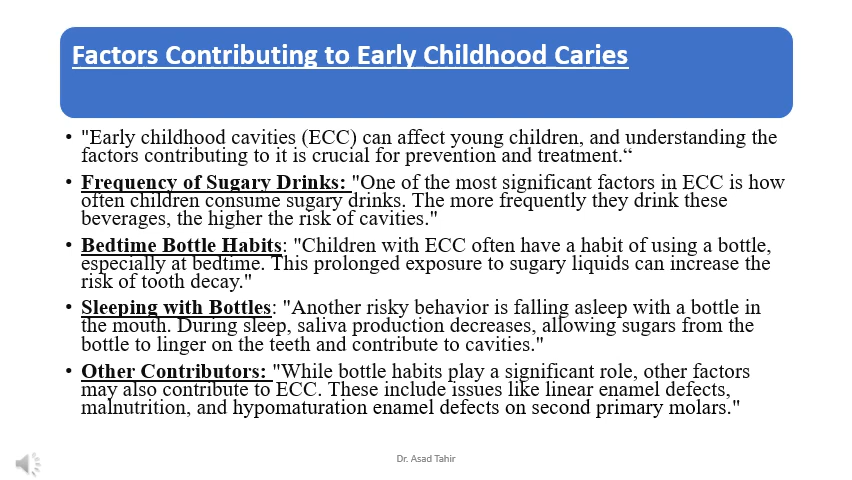 Factors Contributing to Early Childhood Caries
• "Early childhood cavities (ECC) can affect young children, and understanding the
factors contributing to it is crucial for prevention and treatment.“
• Frequency of Sugary Drinks: "One of the most significant factors in ECC is how
often children consume sugary drinks. The more frequently they drink these
beverages, the higher the risk of cavities."
• Bedtime Bottle Habits: "Children with ECC often have a habit of using a bottle,
especially at bedtime. This prolonged exposure to sugary liquids can increase the
risk of tooth decay."
• Sleeping with Bottles: "Another risky behavior is falling asleep with a bottle in
the mouth. During sleep, saliva production decreases, allowing sugars from the
bottle to linger on the teeth and contribute to cavities."
• Other Contributors: "While bottle habits play a significant role, other factors
may also contribute to ECC. These include issues like linear enamel defects,
malnutrition, and hypomaturation enamel defects on second primary molars."
Dr. Asad Tahir